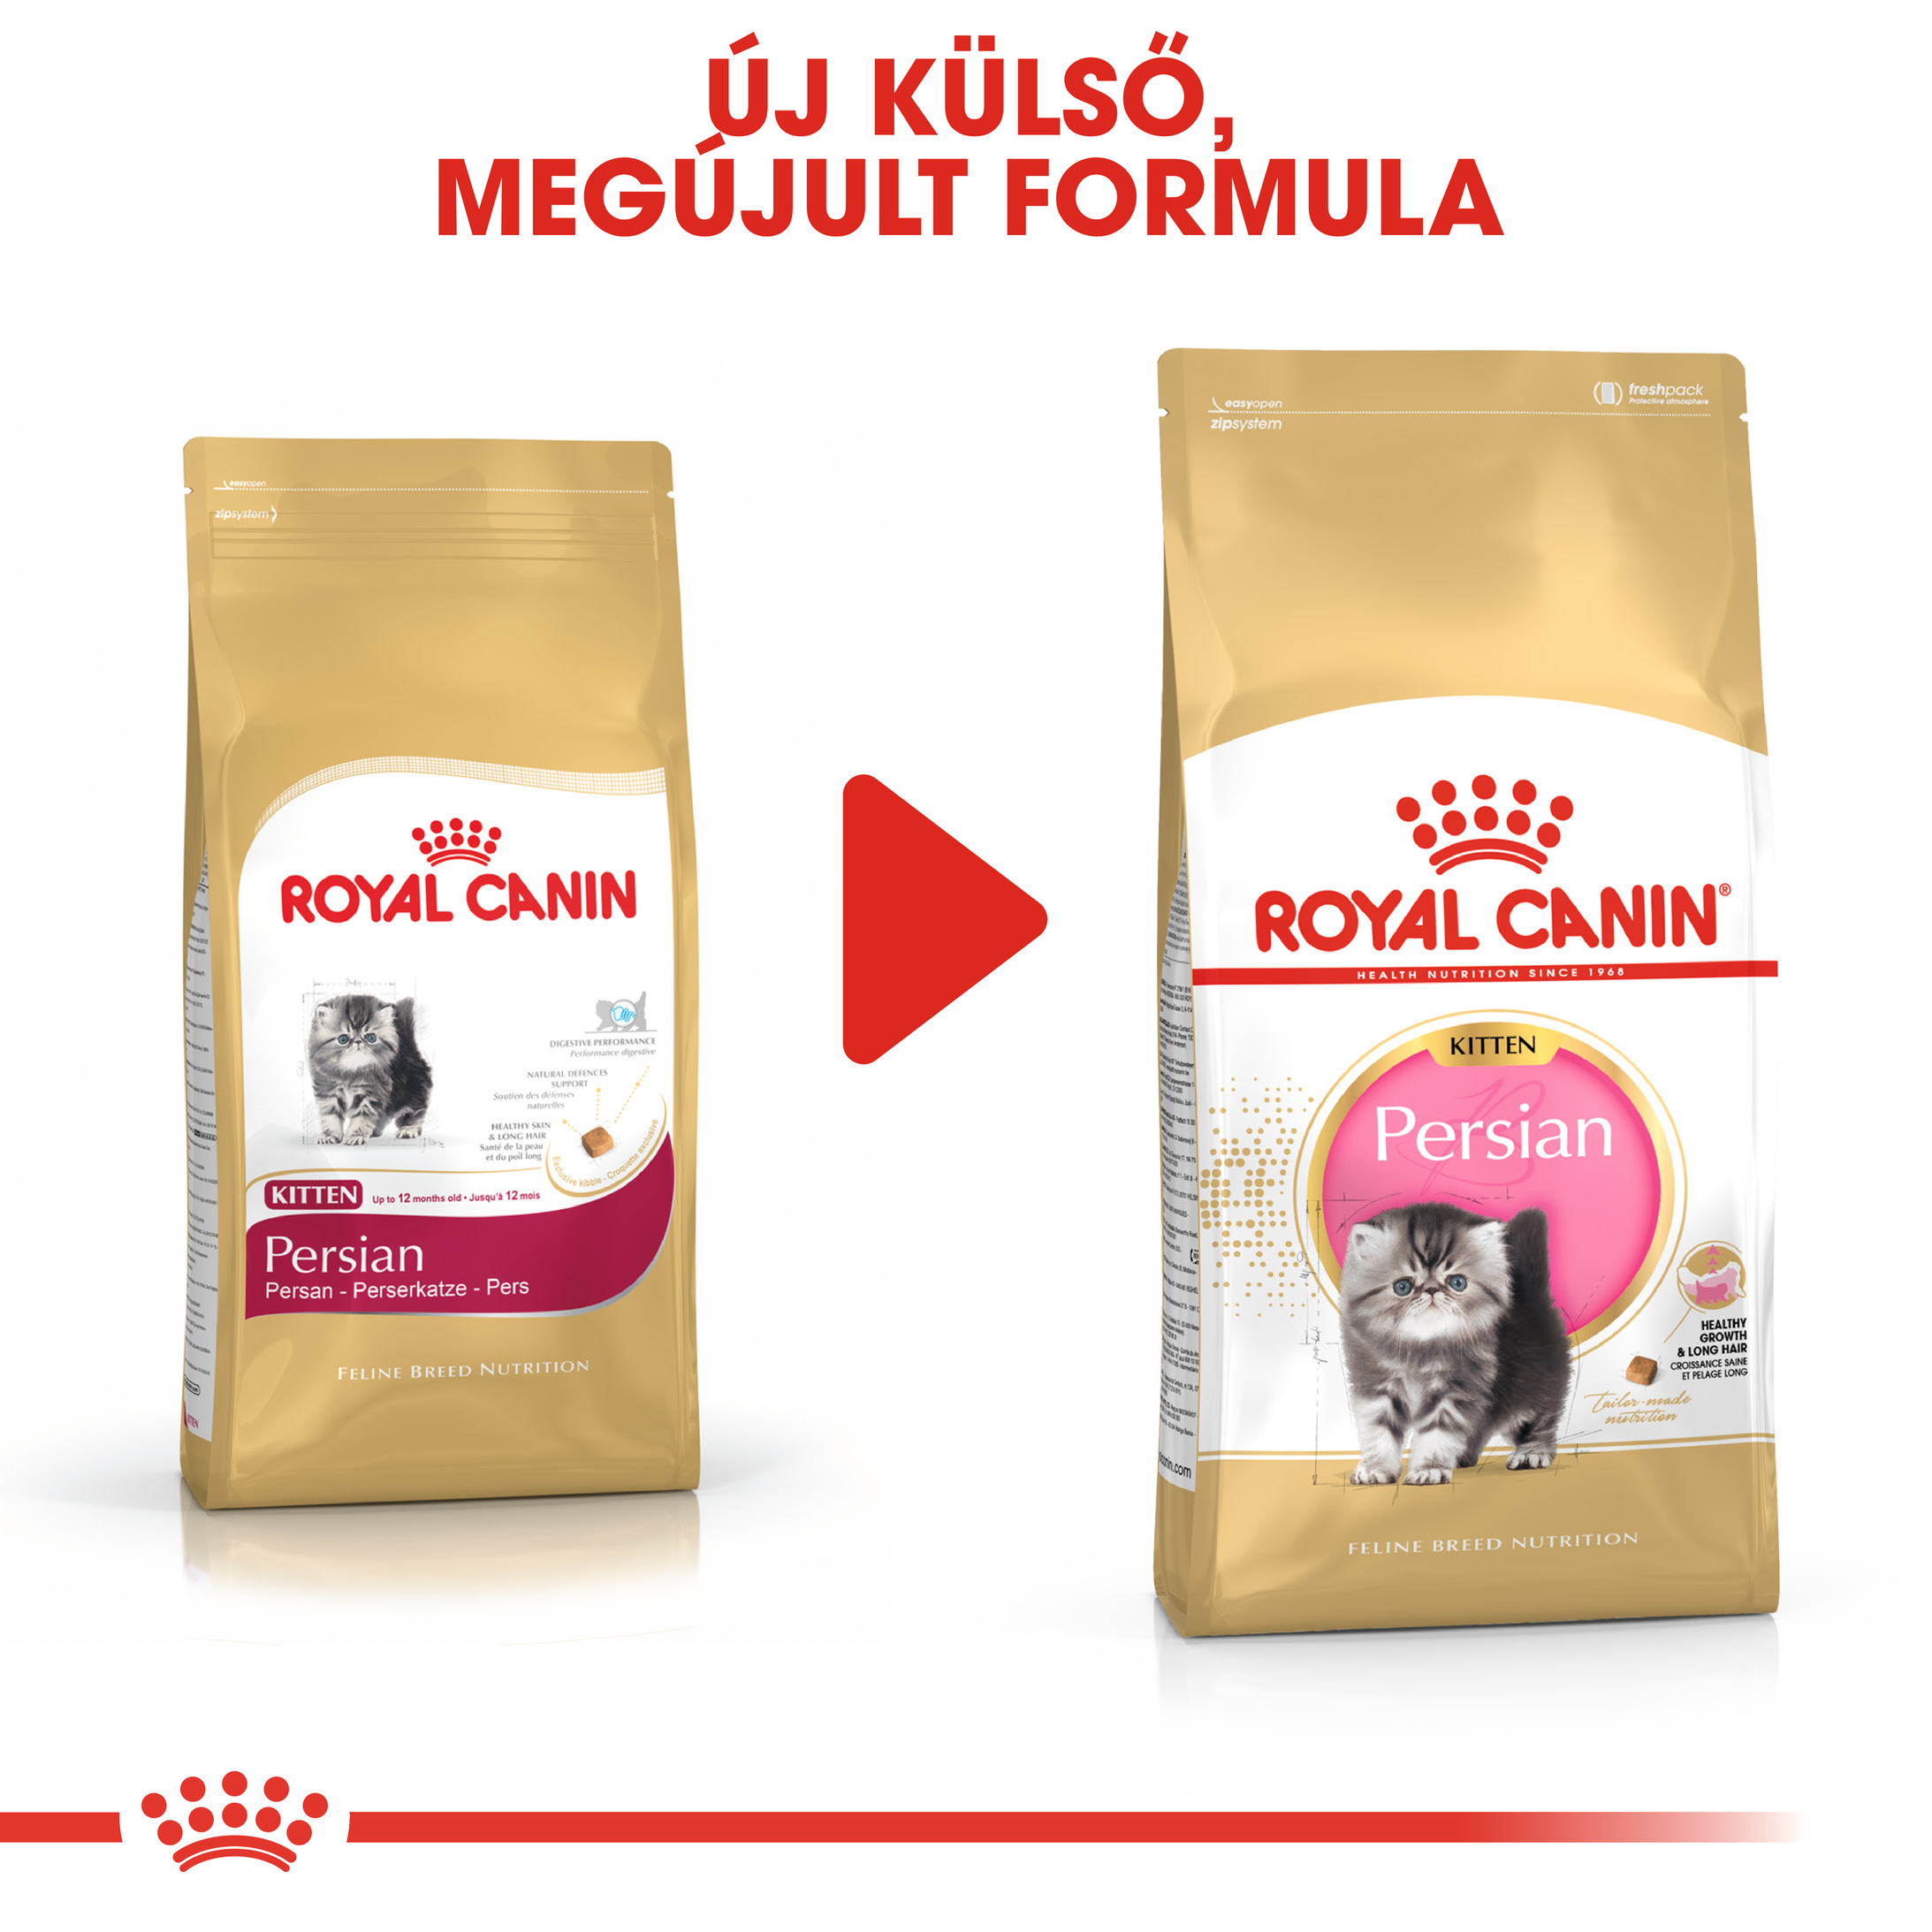 ÚJ KÜLSŐ,
MEGÚJULT FORMULA
easyopen
zipsystem
ROYAL CANIN
DIGESTIVE PERFORMANCE
Performance digestive
NATURAL DEFENCES
SUPPORT
Soutien des défenses
naturelles
HEALTHY SKIN
& LONG HAIR
Santé de la peau
et du poil long
Exclusive kibble - Croquette exclusive
KITTEN Up to 12 months old • Jusqu'à 12 mois
Persian
Persan - Perserkatze - Pers
FELINE BREED NUTRITION
easyopen
zipsystem
freshpack
Protective atmosphere
ROYAL CANIN®
HEALTH NUTRITION SINCE 1968
KITTEN
Persian
HEALTHY
GROWTH
& LONG HAIR
CROISSANCE SAINE
ET PELAGE LONG
Tailor-made
nutrition
FELINE BREED NUTRITION